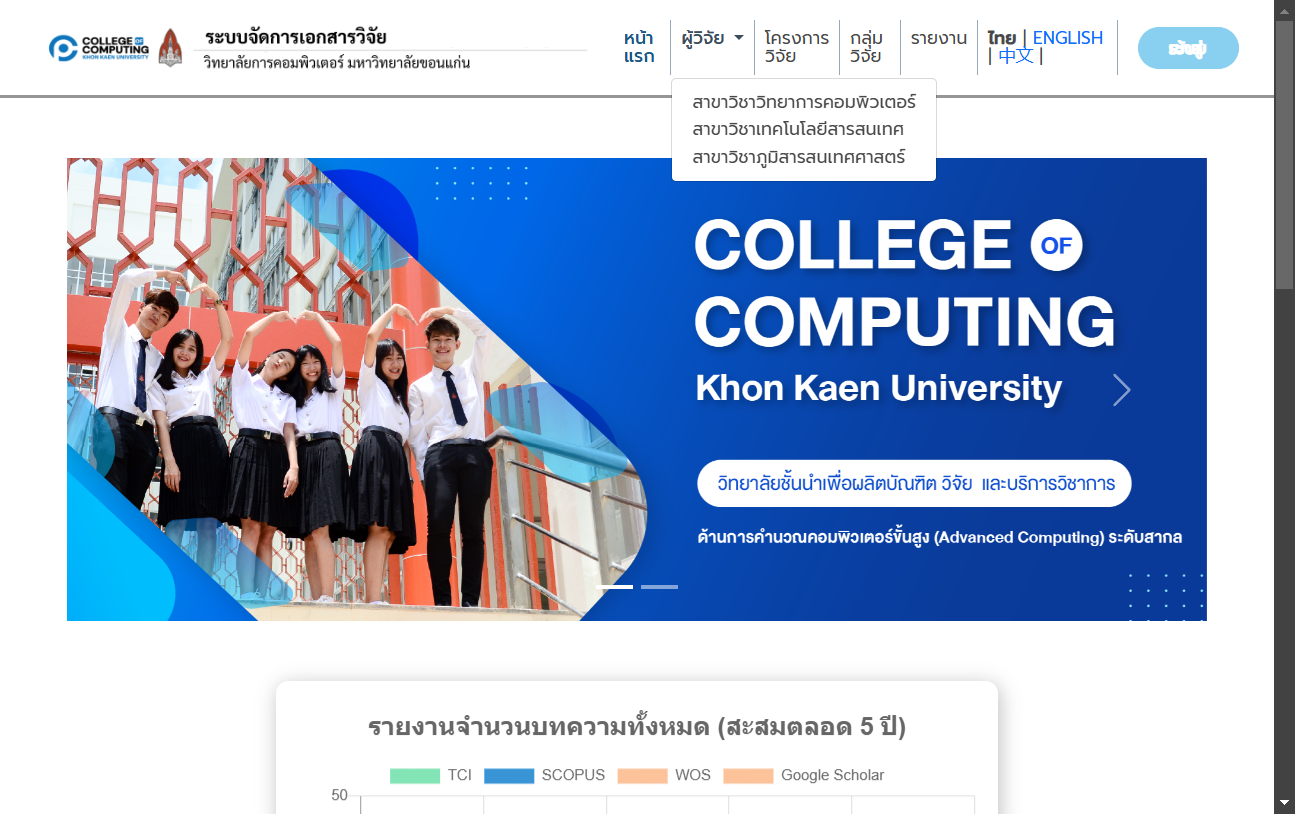 COLLEGE OF
COMPUTING
KHON KAEN UNIVERSITY
ระบบจัดการเอกสารวิจัย
วิทยาลัยการคอมพิวเตอร์ มหาวิทยาลัยขอนแก่น
หน้า
แรก
ผู้วิจัย
โครงการ
วิจัย
กลุ่ม
วิจัย
รายงาน
ไทย | ENGLISH
| 中文 |
สาขาวิชาวิทยาการคอมพิวเตอร์
สาขาวิชาเทคโนโลยีสารสนเทศ
สาขาวิชาภูมิสารสนเทศศาสตร์
COLLEGE OF
COMPUTING
Khon Kaen University
วิทยาลัยชั้นนำเพื่อผลิตบัณฑิต วิจัย และบริการวิชาการ
ด้านการคำนวณคอมพิวเตอร์ขั้นสูง (Advanced Computing) ระดับสากล
รายงานจำนวนบทความทั้งหมด (สะสมตลอด 5 ปี)
TCI SCOPUS WOS Google Scholar
50